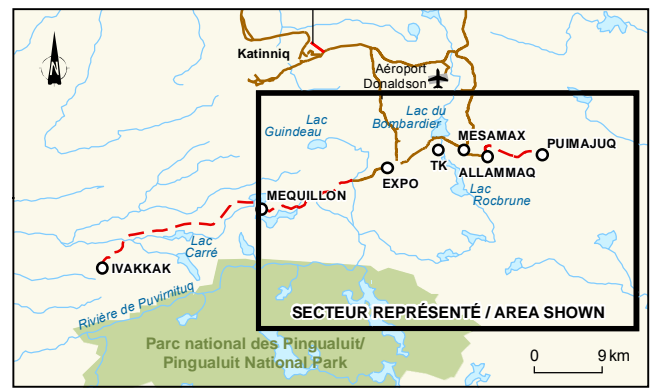 N
Katinniq
Aéroport
Donaldson
Lac du
Bombardier
Lac
Guindeau
MESAMAX
PUIMAJUQ
TK
ALLAMMAQ
EXPO
Lac
Rocbrune
MEQUILLON
Lac
Carré
IVAKKAK
Rivière de Puvirnituq
SECTEUR REPRÉSENTÉ / AREA SHOWN
Parc national des Pingualuit/
Pingualuit National Park
0 9 km